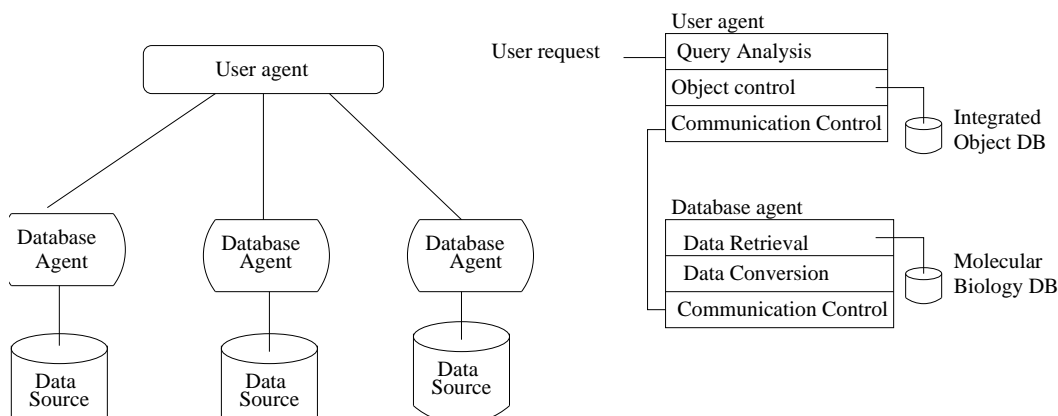 User agent
Database
Agent
Database
Agent
Database
Agent
Data
Source
Data
Source
Data
Source
User agent
User request
Query Analysis
Object control
Communication Control
Integrated
Object DB
Database agent
Data Retrieval
Data Conversion
Communication Control
Molecular
Biology DB